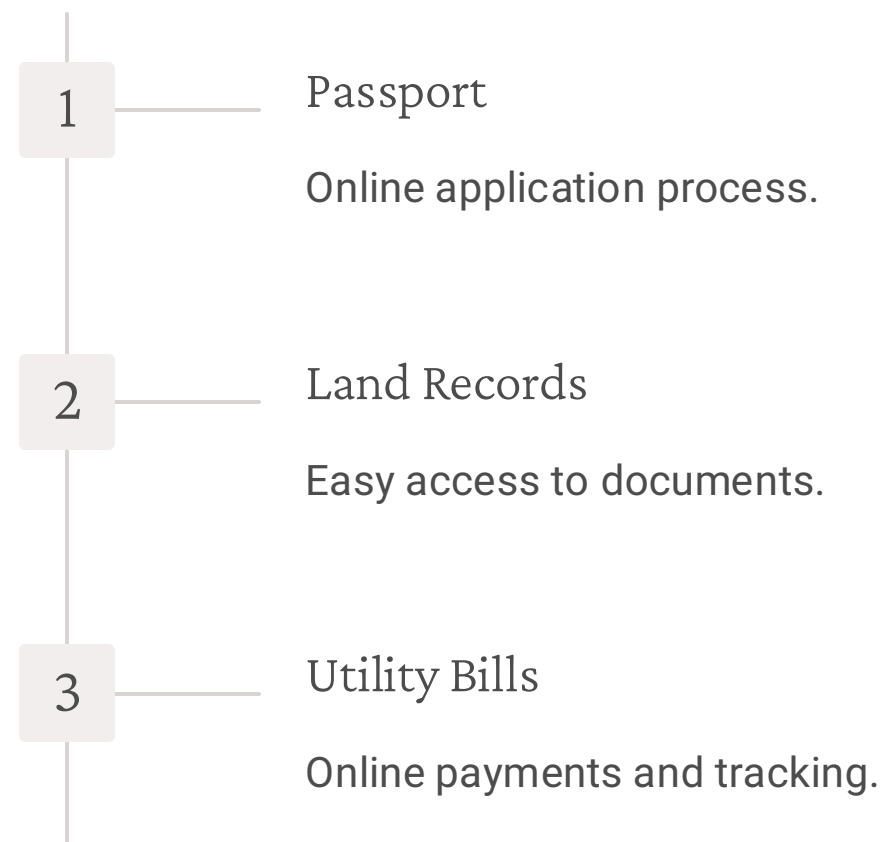 1
Passport
Online application process.
2
Land Records
Easy access to documents.
3
Utility Bills
Online payments and tracking.